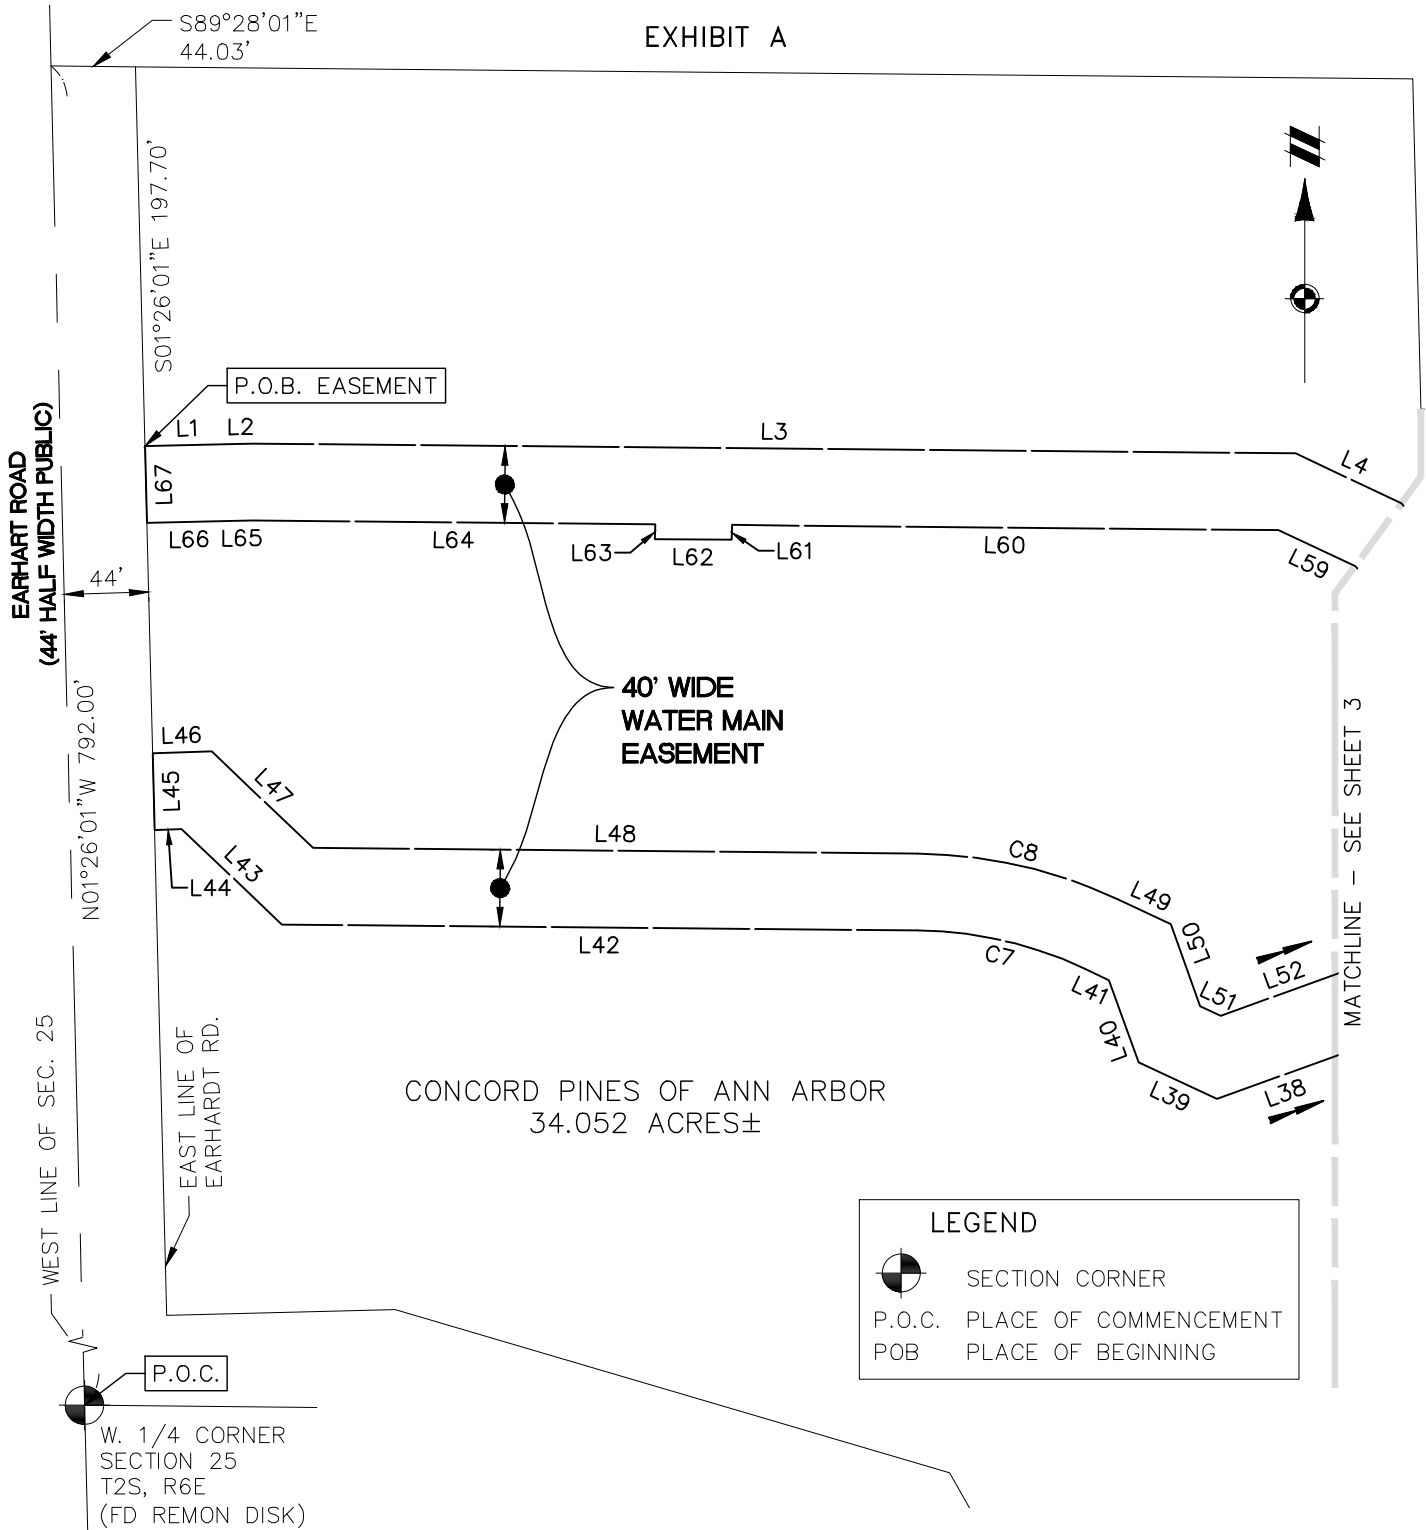 S89°28'01"E
44.03'
EXHIBIT A
S01°26'01"E 197.70'
P.O.B. EASEMENT
L1
L2
L3
L4
L67
L66
L65
L64
L63
L62
L61
L60
L59
EARHART ROAD
(44' HALF WIDTH PUBLIC)
44'
N01°26'01"W 792.00'
40' WIDE
WATER MAIN
EASEMENT
MATCHLINE - SEE SHEET 3
L46
L45
L47
L48
C8
L49
L50
L51
L52
L44
L43
L42
C7
L41
L40
L39
L38
WEST LINE OF SEC. 25
EAST LINE OF
EARHARDT RD.
CONCORD PINES OF ANN ARBOR
34.052 ACRES±
LEGEND
SECTION CORNER
P.O.C. PLACE OF COMMENCEMENT
POB PLACE OF BEGINNING
P.O.C.
W. 1/4 CORNER
SECTION 25
T2S, R6E
(FD REMON DISK)